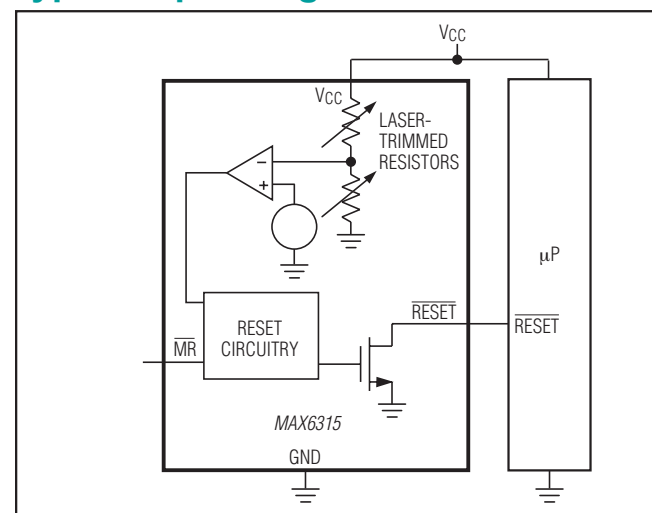 VCC
VCC
LASER-
TRIMMED
RESISTORS
−
+
μP
RESET
RESET
MR
RESET
CIRCUITRY
MAX6315
GND